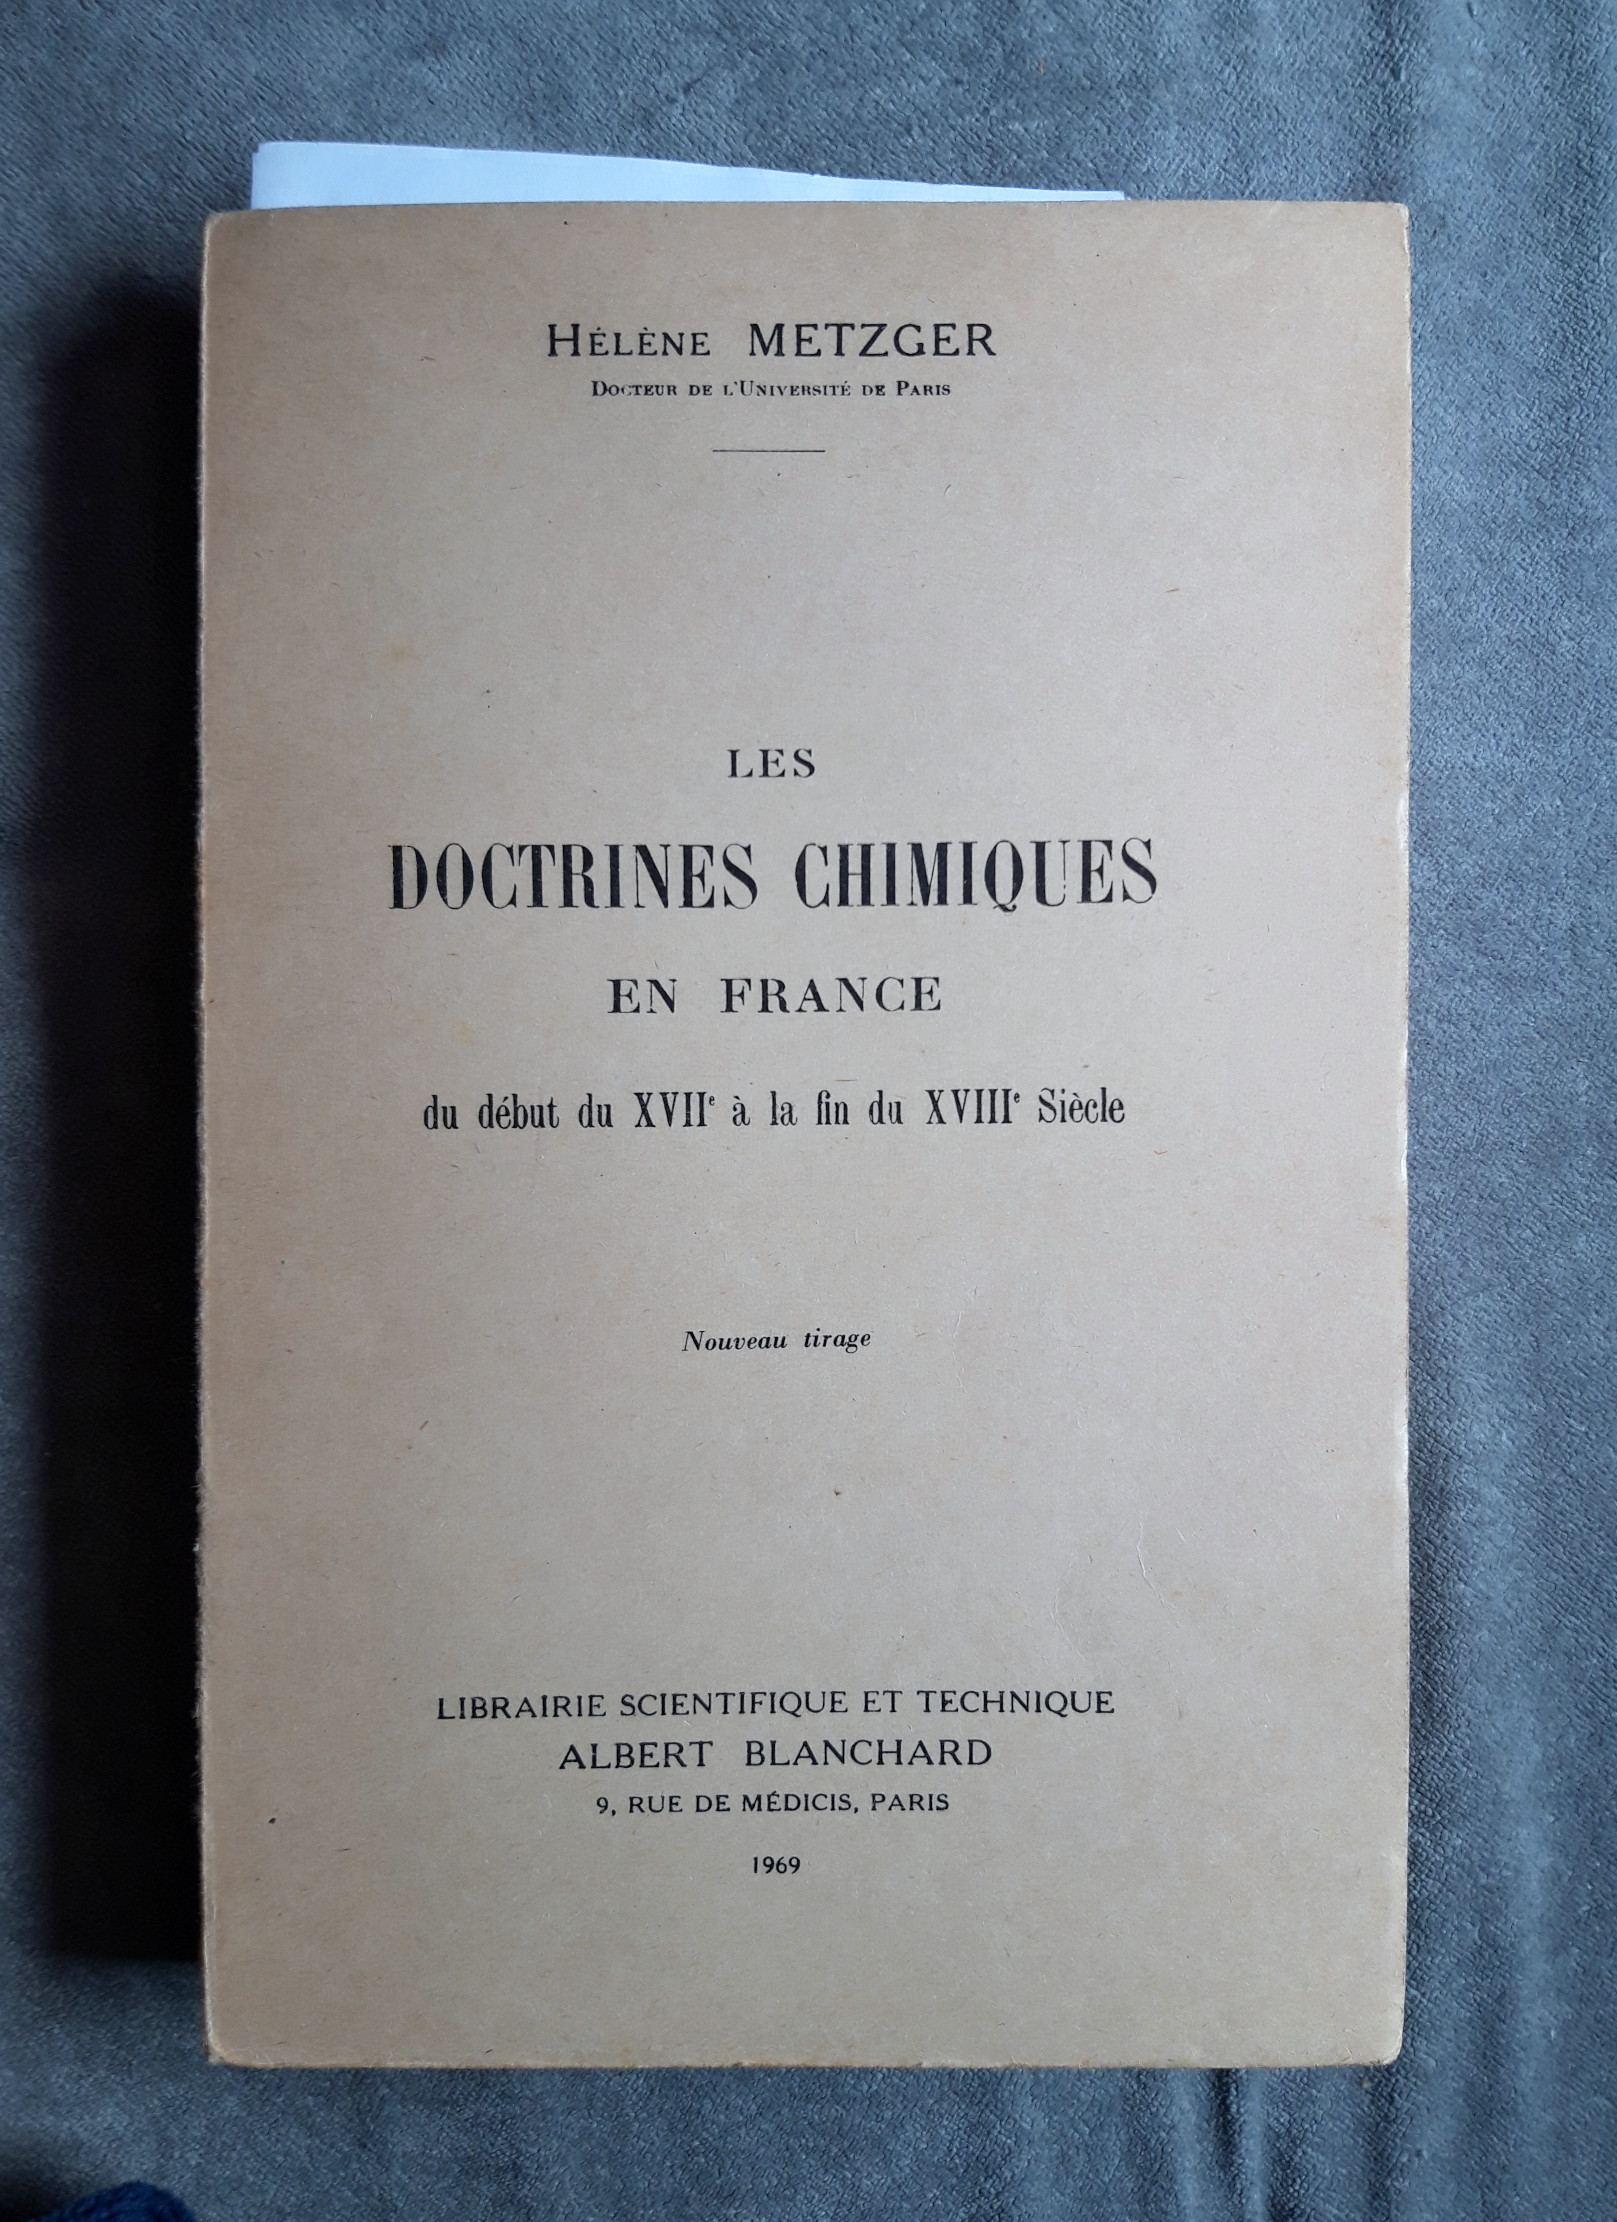 HÉLÈNE METZGER
DOCTEUR DE L'UNIVERSITÉ DE PARIS
LES
DOCTRINES CHIMIQUES
EN FRANCE
du début du XVIIe à la fin du XVIIIe Siècle
Nouveau tirage
LIBRAIRIE SCIENTIFIQUE ET TECHNIQUE
ALBERT BLANCHARD
9, RUE DE MÉDICIS, PARIS
1969